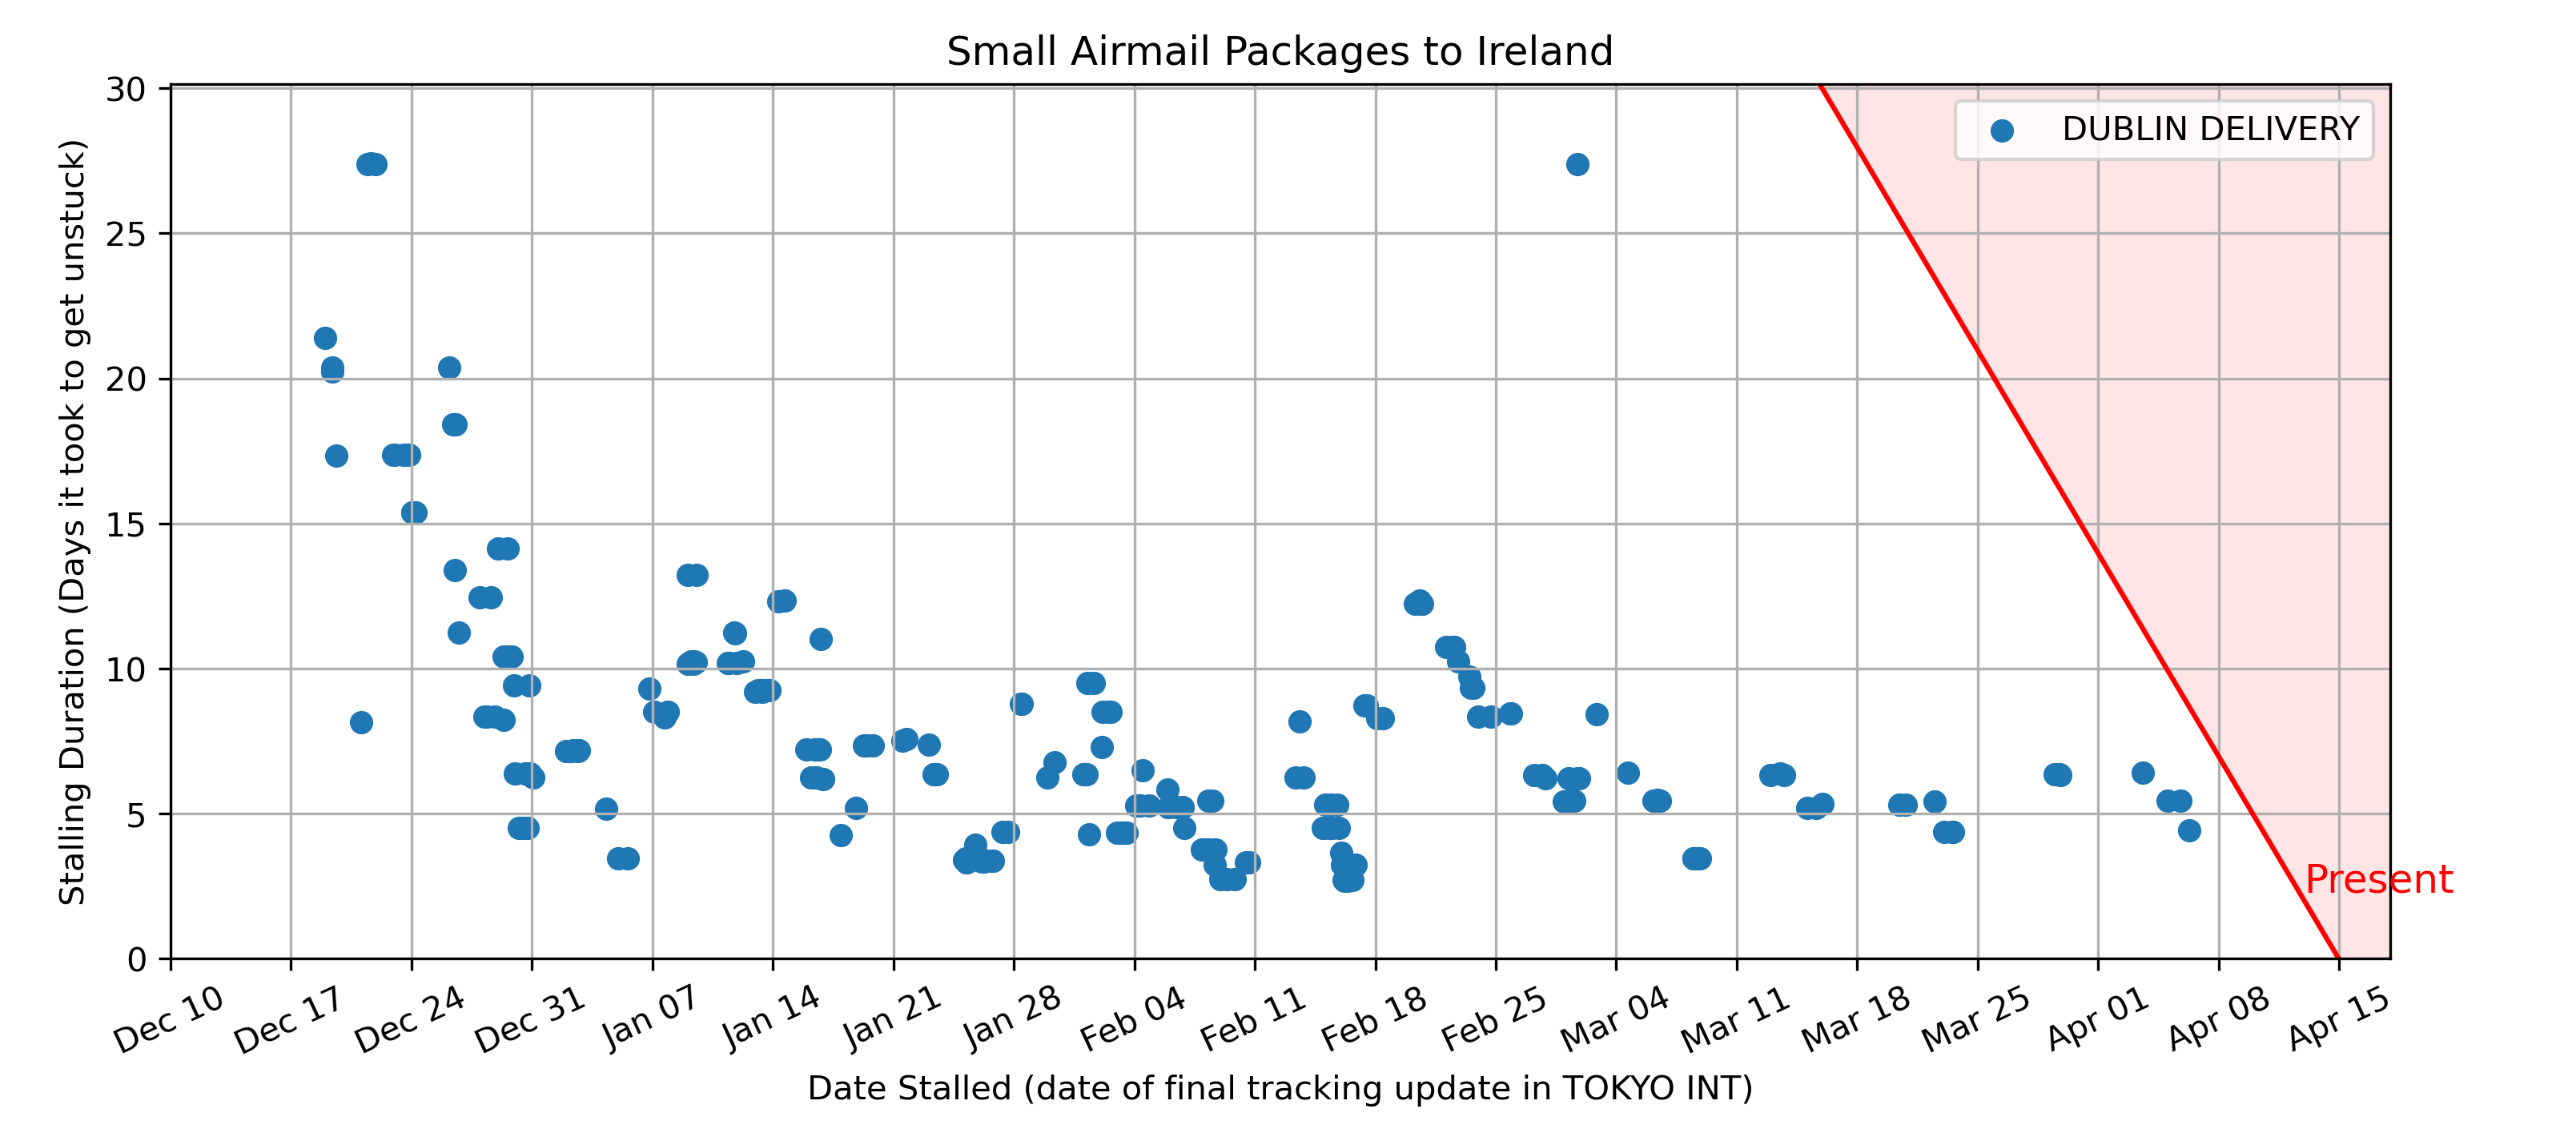 Small Airmail Packages to Ireland
DUBLIN DELIVERY
Stalling Duration (Days it took to get unstuck)
30
25
20
15
10
5
0
Present
Dec 10
Dec 17
Dec 24
Dec 31
Jan 07
Jan 14
Jan 21
Jan 28
Feb 04
Feb 11
Feb 18
Feb 25
Mar 04
Mar 11
Mar 18
Mar 25
Apr 01
Apr 08
Apr 15
Date Stalled (date of final tracking update in TOKYO INT)